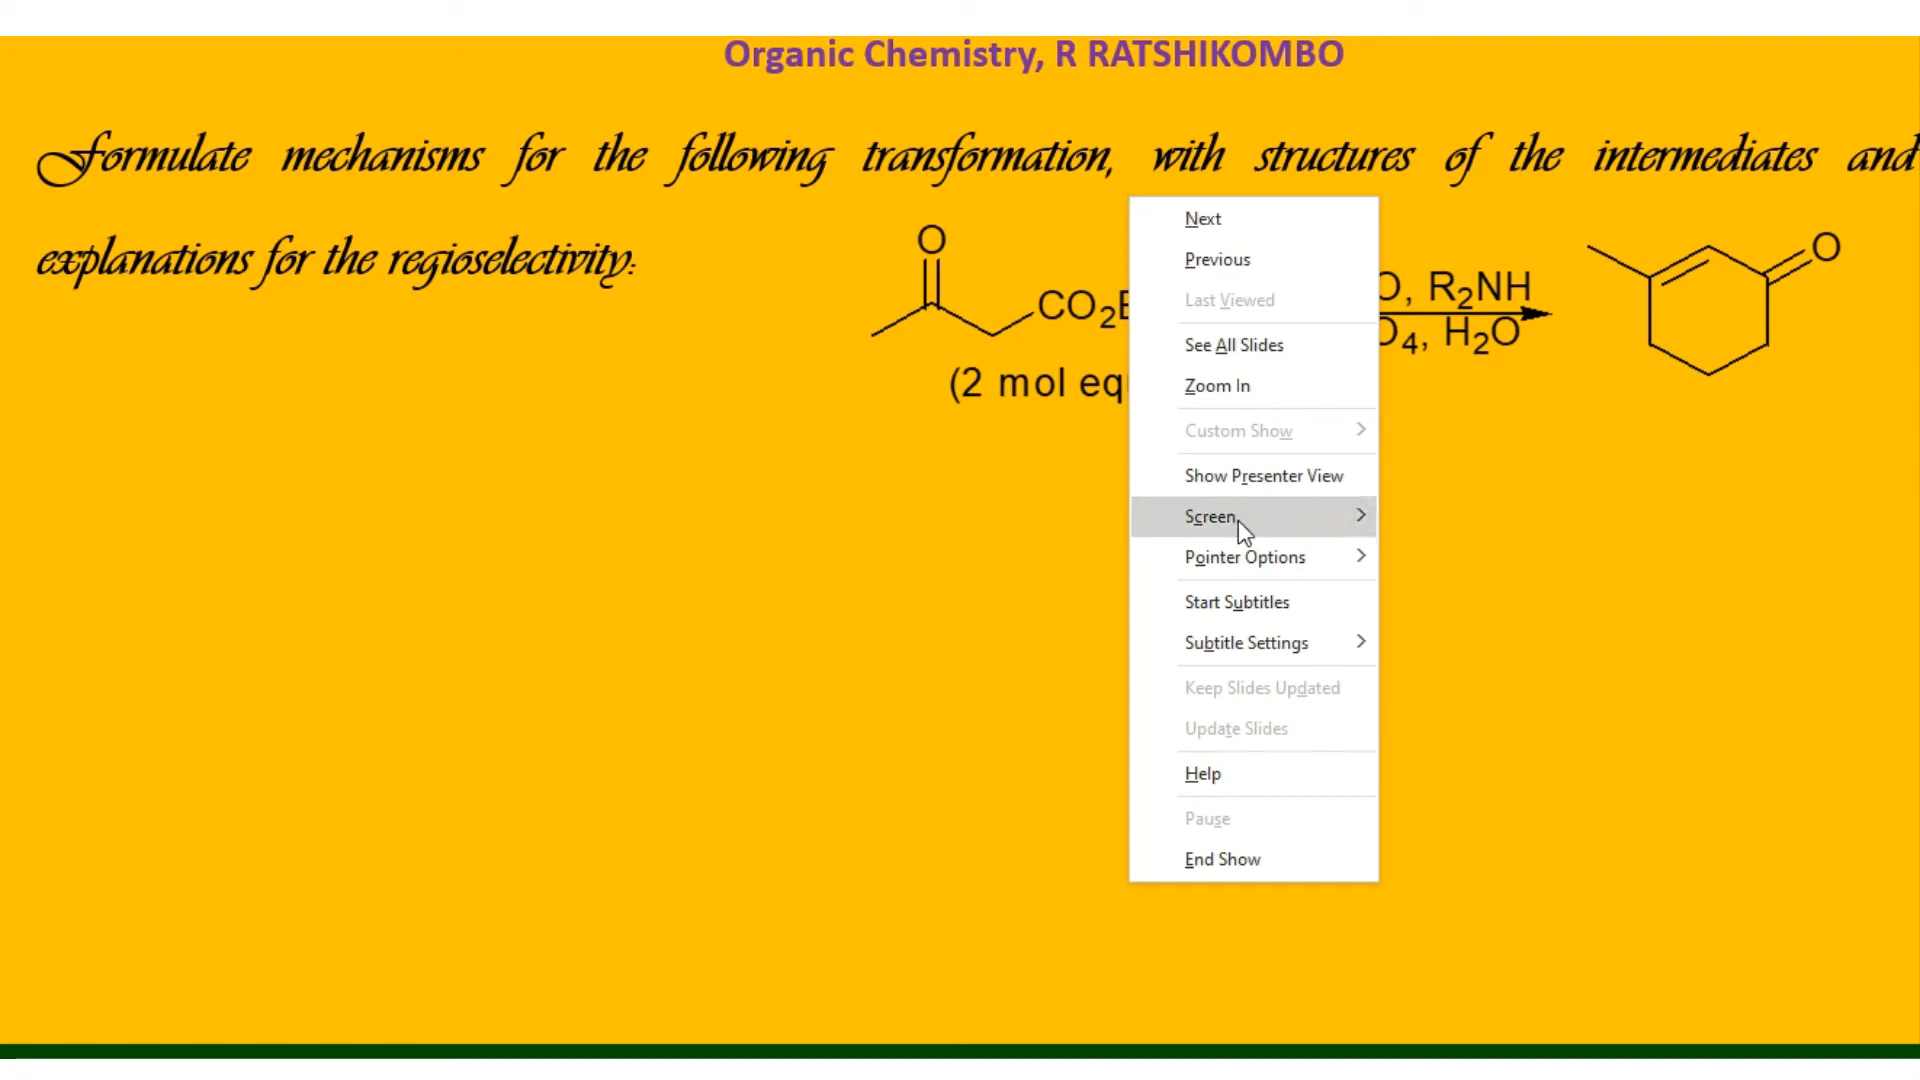 Organic Chemistry, R RATSHIKOMBO
Formulate mechanisms for the following transformation, with structures of the intermediates and
explanations for the regioselectivity:
O
CO2E
(2 mol eq
O, R2NH
O4, H2O
O
Next
Previous
Last Viewed
See All Slides
Zoom In
Custom Show
Show Presenter View
Screen
Pointer Options
Start Subtitles
Subtitle Settings
Keep Slides Updated
Update Slides
Help
Pause
End Show